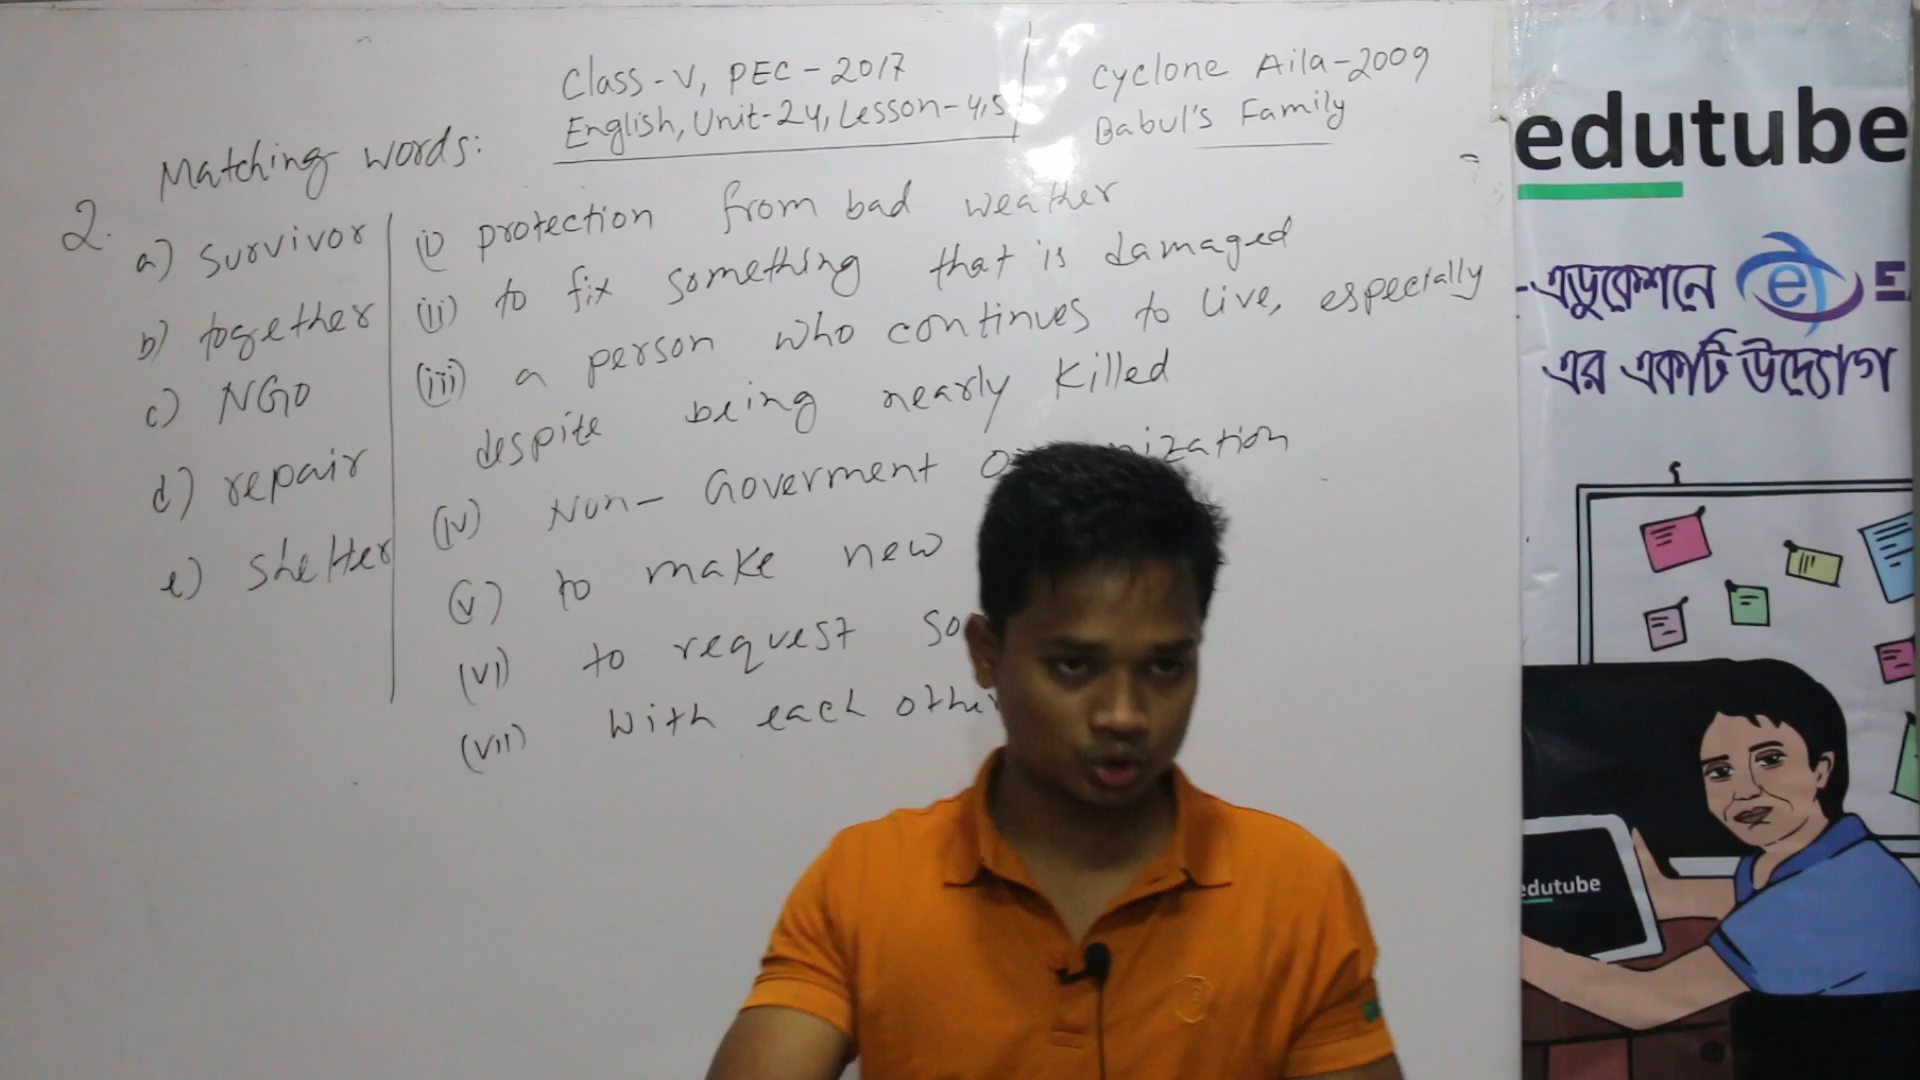 Class-V, PEC-2017
English, Unit-24, Lesson-4,5
Cyclone Aila-2009
Babul's Family
Matching words:
2.
a) survivor
b) together
c) NGO
d) repair
e) shelter
(i) protection from bad weather
(ii) to fix something that is damaged
(iii) a person who continues to live, especially
despite being nearly killed
(iv) Non-Goverment
(v) to make new
(vi) to request
(vii) with each other
edutube
-এডুকেশনে
এর একটি উদ্যোগ
edutube